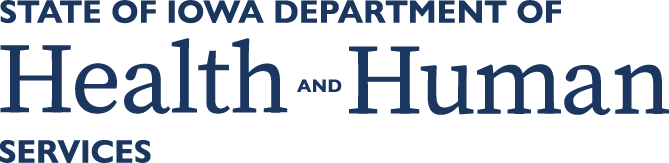 STATE OF IOWA DEPARTMENT OF
Health AND Human
SERVICES